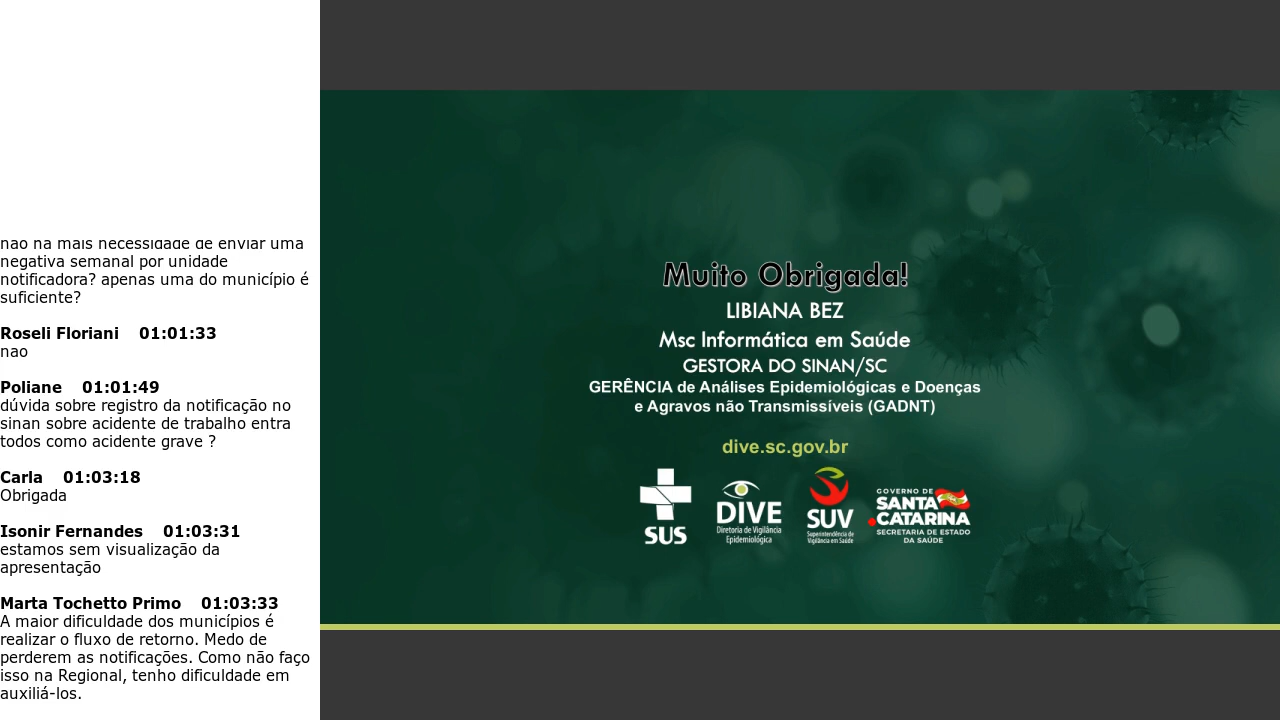 não há mais necessidade de enviar uma
negativa semanal por unidade
notificadora? apenas uma do município é
suficiente?
Roseli Floriani 01:01:33
nao
Poliane 01:01:49
dúvida sobre registro da notificação no
sinan sobre acidente de trabalho entra
todos como acidente grave ?
Carla 01:03:18
Obrigada
Isonir Fernandes 01:03:31
estamos sem visualização da
apresentação
Marta Tochetto Primo 01:03:33
A maior dificuldade dos municípios é
realizar o fluxo de retorno. Medo de
perderem as notificações. Como não faço
isso na Regional, tenho dificuldade em
auxiliá-los.
Muito Obrigada!
LIBIANA BEZ
Msc Informática em Saúde
GESTORA DO SINAN/SC
GERÊNCIA de Análises Epidemiológicas e Doenças
e Agravos não Transmissíveis (GADNT)
dive.sc.gov.br
SUS
DIVE
Diretoria de Vigilância
Epidemiológica
SUV
Superintendência de
Vigilância em Saúde
GOVERNO DE
SANTA
CATARINA
SECRETARIA DE ESTADO
DA SAÚDE